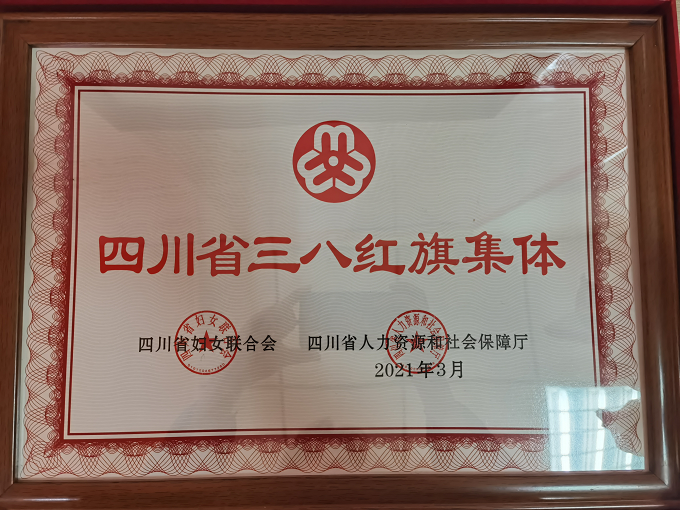 四川省三八红旗集体
四川省妇女联合会 四川省人力资源和社会保障厅
2021年3月